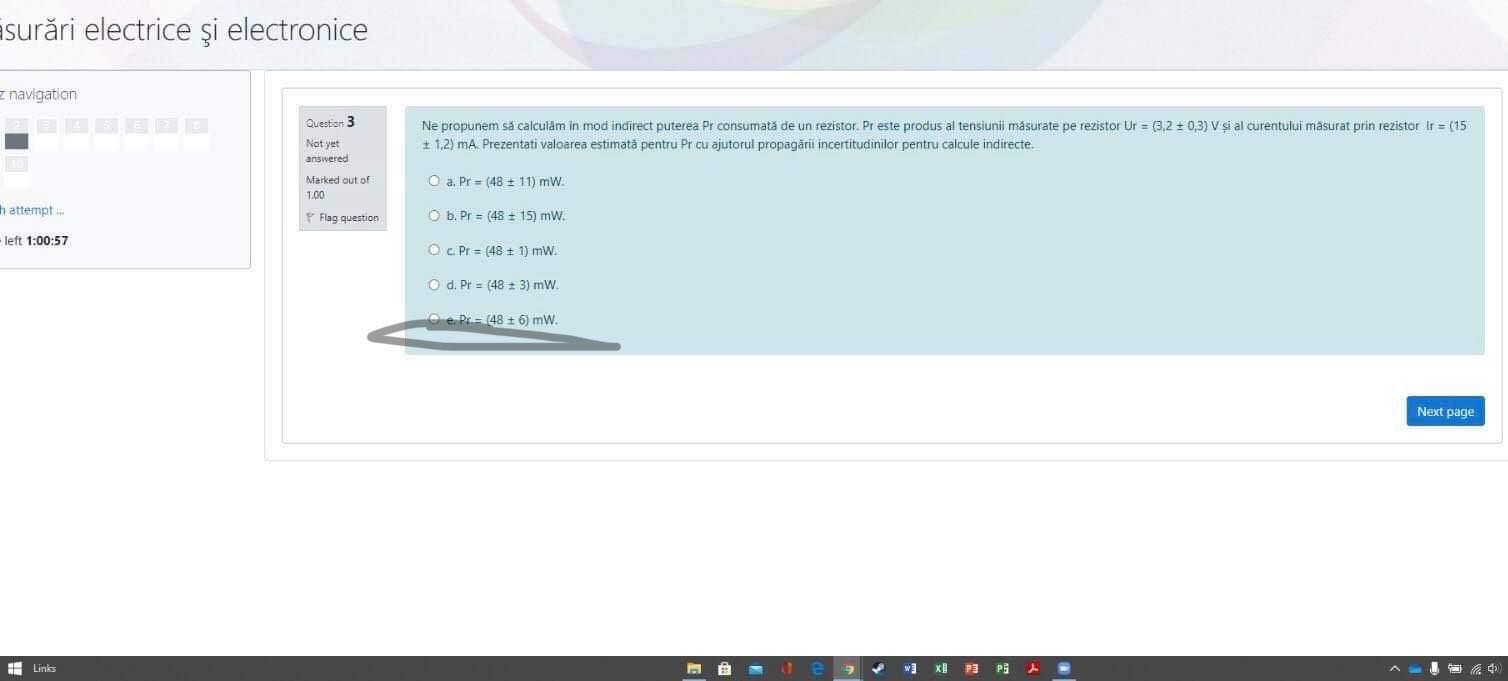 ăsurări electrice și electronice
z navigation
2 3 4 5 6 7 8
10
h attempt ...
left 1:00:57
Question 3
Not yet
answered
Marked out of
1.00
Flag question
Ne propunem să calculăm în mod indirect puterea Pr consumată de un rezistor. Pr este produs al tensiunii măsurate pe rezistor Ur = (3,2 ± 0,3) V și al curentului măsurat prin rezistor Ir = (15
± 1,2) mA. Prezentati valoarea estimată pentru Pr cu ajutorul propagării incertitudinilor pentru calcule indirecte.
a. Pr = (48 ± 11) mW.
b. Pr = (48 ± 15) mW.
c. Pr = (48 ± 1) mW.
d. Pr = (48 ± 3) mW.
e. Pr = (48 ± 6) mW.
Next page
Links